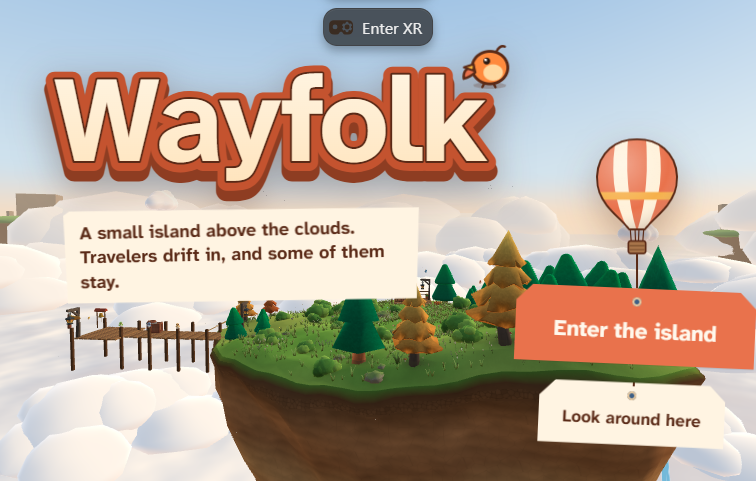 Enter XR
Wayfolk
A small island above the clouds.
Travelers drift in, and some of them
stay.
Enter the island
Look around here